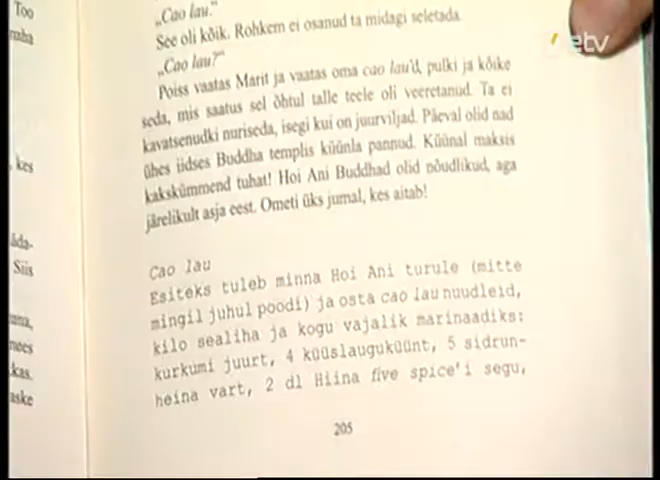 Too
etv
„Cao lau."
See oli kõik. Rohkem ei osanud ta midagi seletada.
„Cao lau?"
Poiss vaatas Marit ja vaatas oma cao lau'd, pulki ja kõike
seda, mis saatus sel õhtul talle teele oli veeretanud. Ta ei
kavatsenudki nuriseda, isegi kui on juurviljad. Päeval olid nad
ühes iidses Buddha templis küünla pannud. Küünal maksis
kakskümmend tuhat! Hoi Ani Buddhad olid nõudlikud, aga
järelikult asja eest. Ometi üks jumal, kes aitab!
kes
Siis
Cao lau
Esiteks tuleb minna Hoi Ani turule (mitte
mingil juhul poodi) ja osta cao lau nuudleid,
kilo sealiha ja kogu vajalik marinaadiks:
kurkumi juurt, 4 küüslauguküünt, 5 sidrun-
heina vart, 2 dl Hiina five spice'i segu,
205